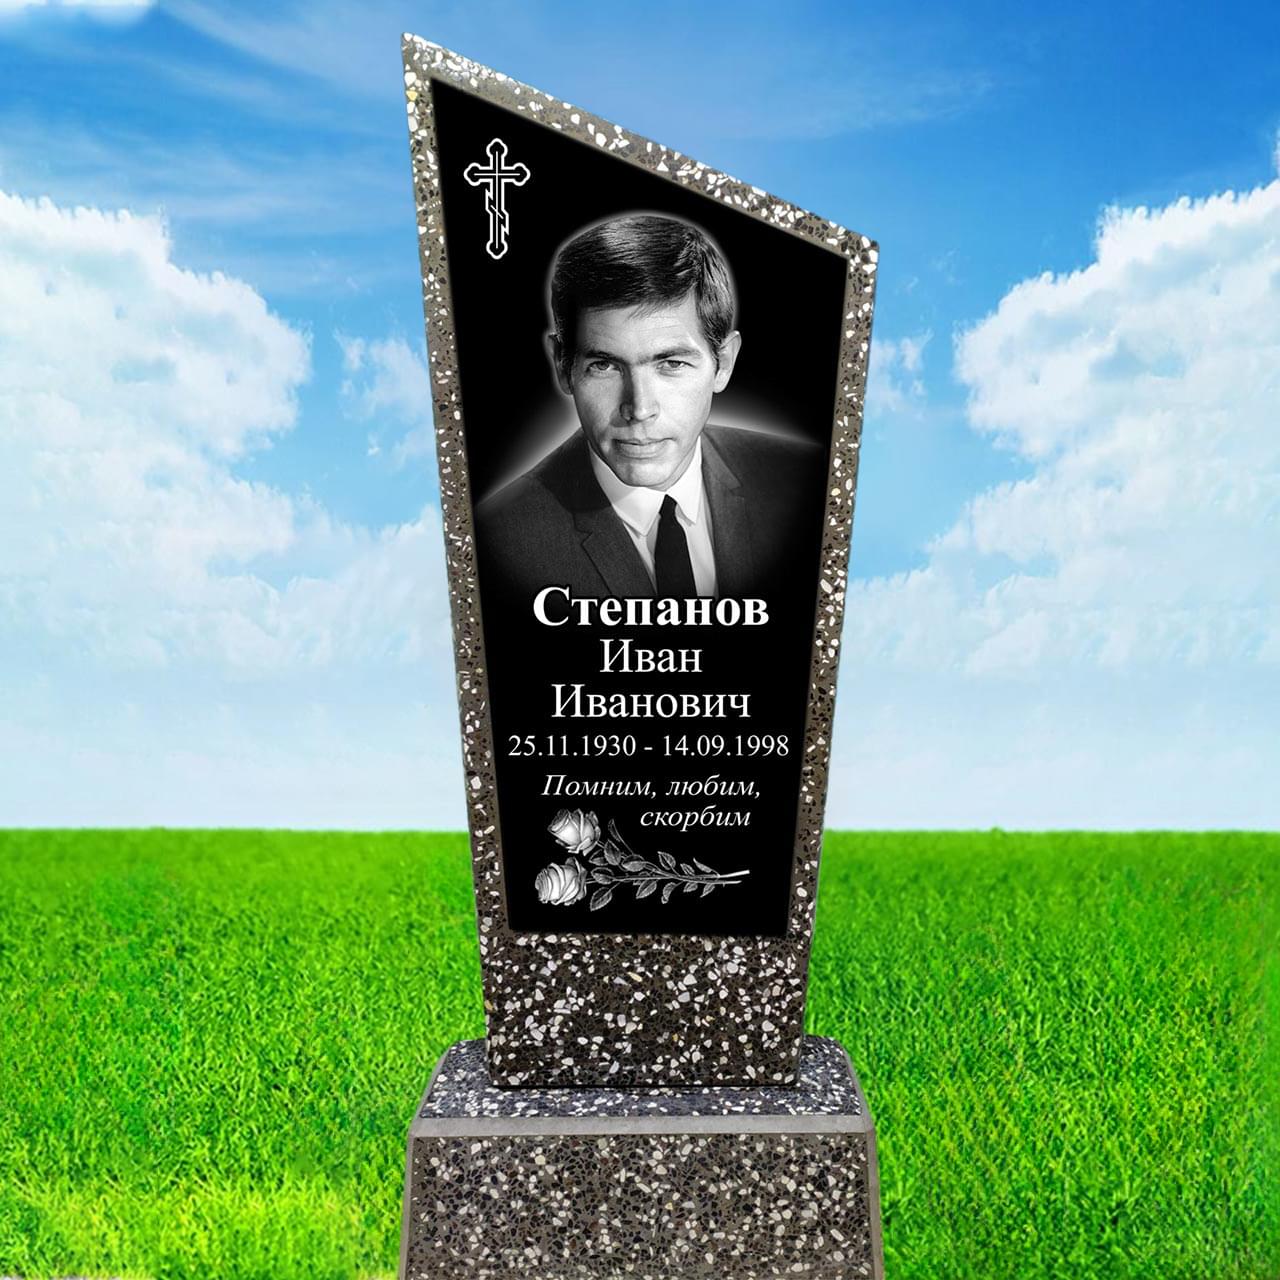 Степанов
Иван
Иванович
25.11.1930 - 14.09.1998
Помним, любим,
скорбим